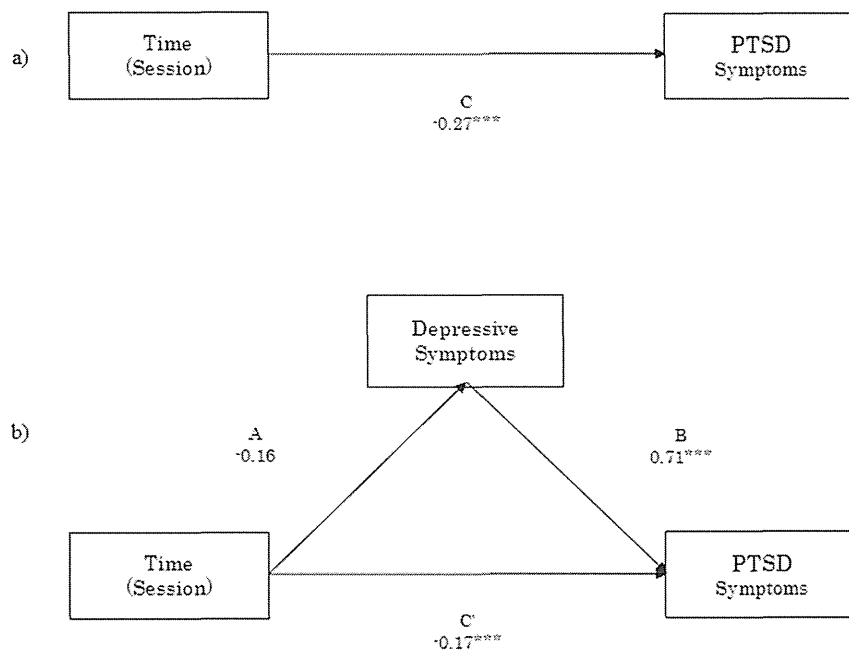 a)
Time
(Session)
PTSD
Symptoms
C
-0.27***
Depressive
Symptoms
b)
A
-0.16
B
0.71***
Time
(Session)
PTSD
Symptoms
C'
-0.17***